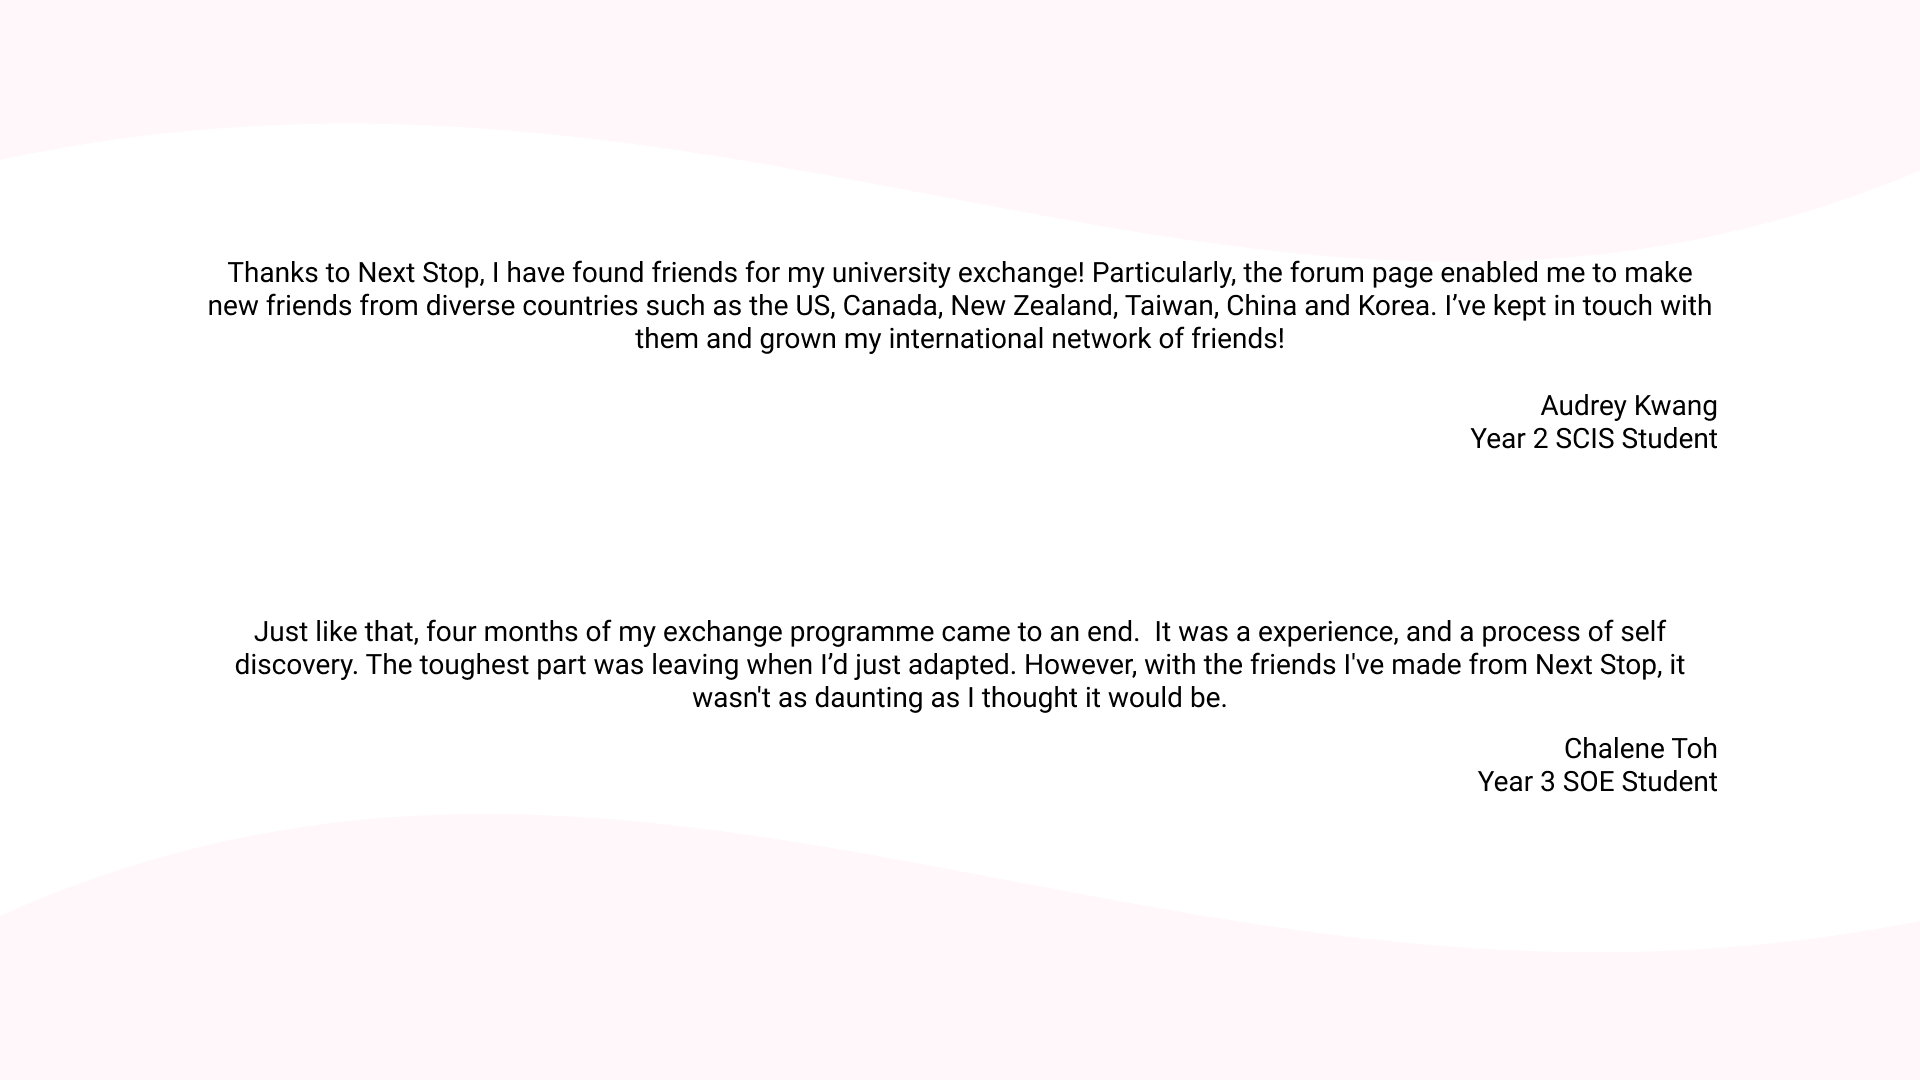 Thanks to Next Stop, I have found friends for my university exchange! Particularly, the forum page enabled me to make
new friends from diverse countries such as the US, Canada, New Zealand, Taiwan, China and Korea. I’ve kept in touch with
them and grown my international network of friends!
Audrey Kwang
Year 2 SCIS Student
Just like that, four months of my exchange programme came to an end.  It was a experience, and a process of self
discovery. The toughest part was leaving when I’d just adapted. However, with the friends I've made from Next Stop, it
wasn't as daunting as I thought it would be.
Chalene Toh
Year 3 SOE Student